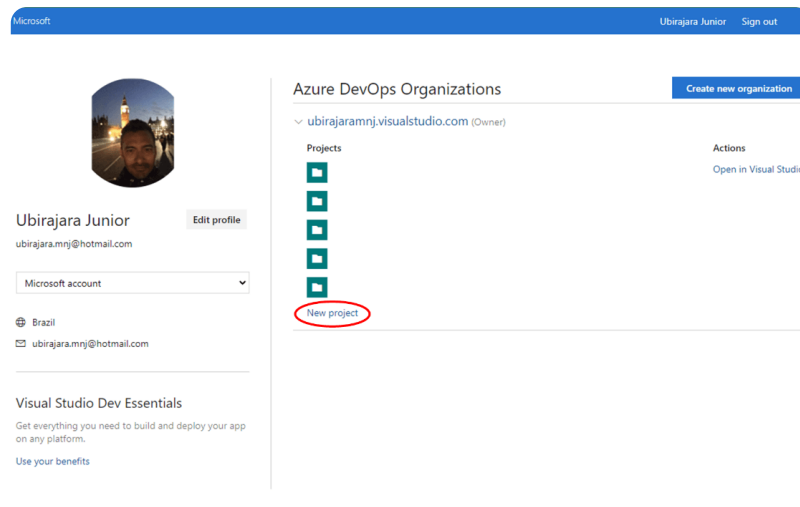 Microsoft
Ubirajara Junior Sign out
Azure DevOps Organizations
Create new organization
ubirajaramnj.visualstudio.com (Owner)
Projects
Actions
Open in Visual Studio
New project
Ubirajara Junior
Edit profile
ubirajara.mnj@hotmail.com
Microsoft account
Brazil
ubirajara.mnj@hotmail.com
Visual Studio Dev Essentials
Get everything you need to build and deploy your app
on any platform.
Use your benefits